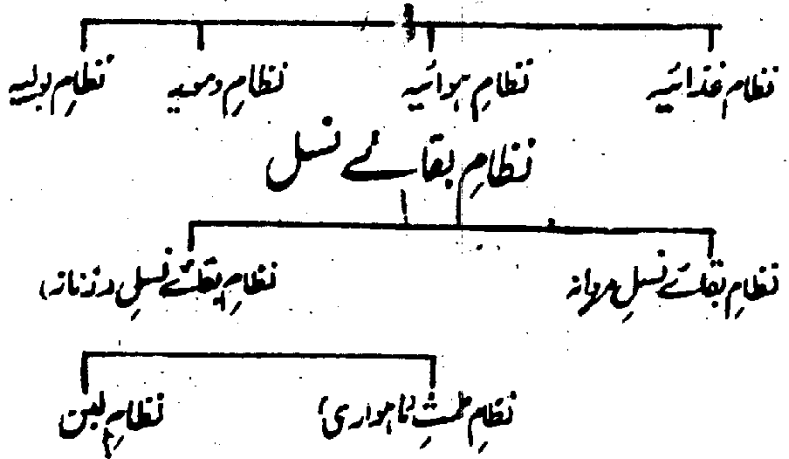 نظامِ غذائیہ نظامِ ہوائیہ نظامِ دمویہ نظامِ بولیہ
نظامِ بقائے نسل
نظامِ بقائے نسلِ مردانہ نظامِ بقائے نسلِ (زنانہ)
نظامِ طمثِ (ماہواری) نظامِ لبن